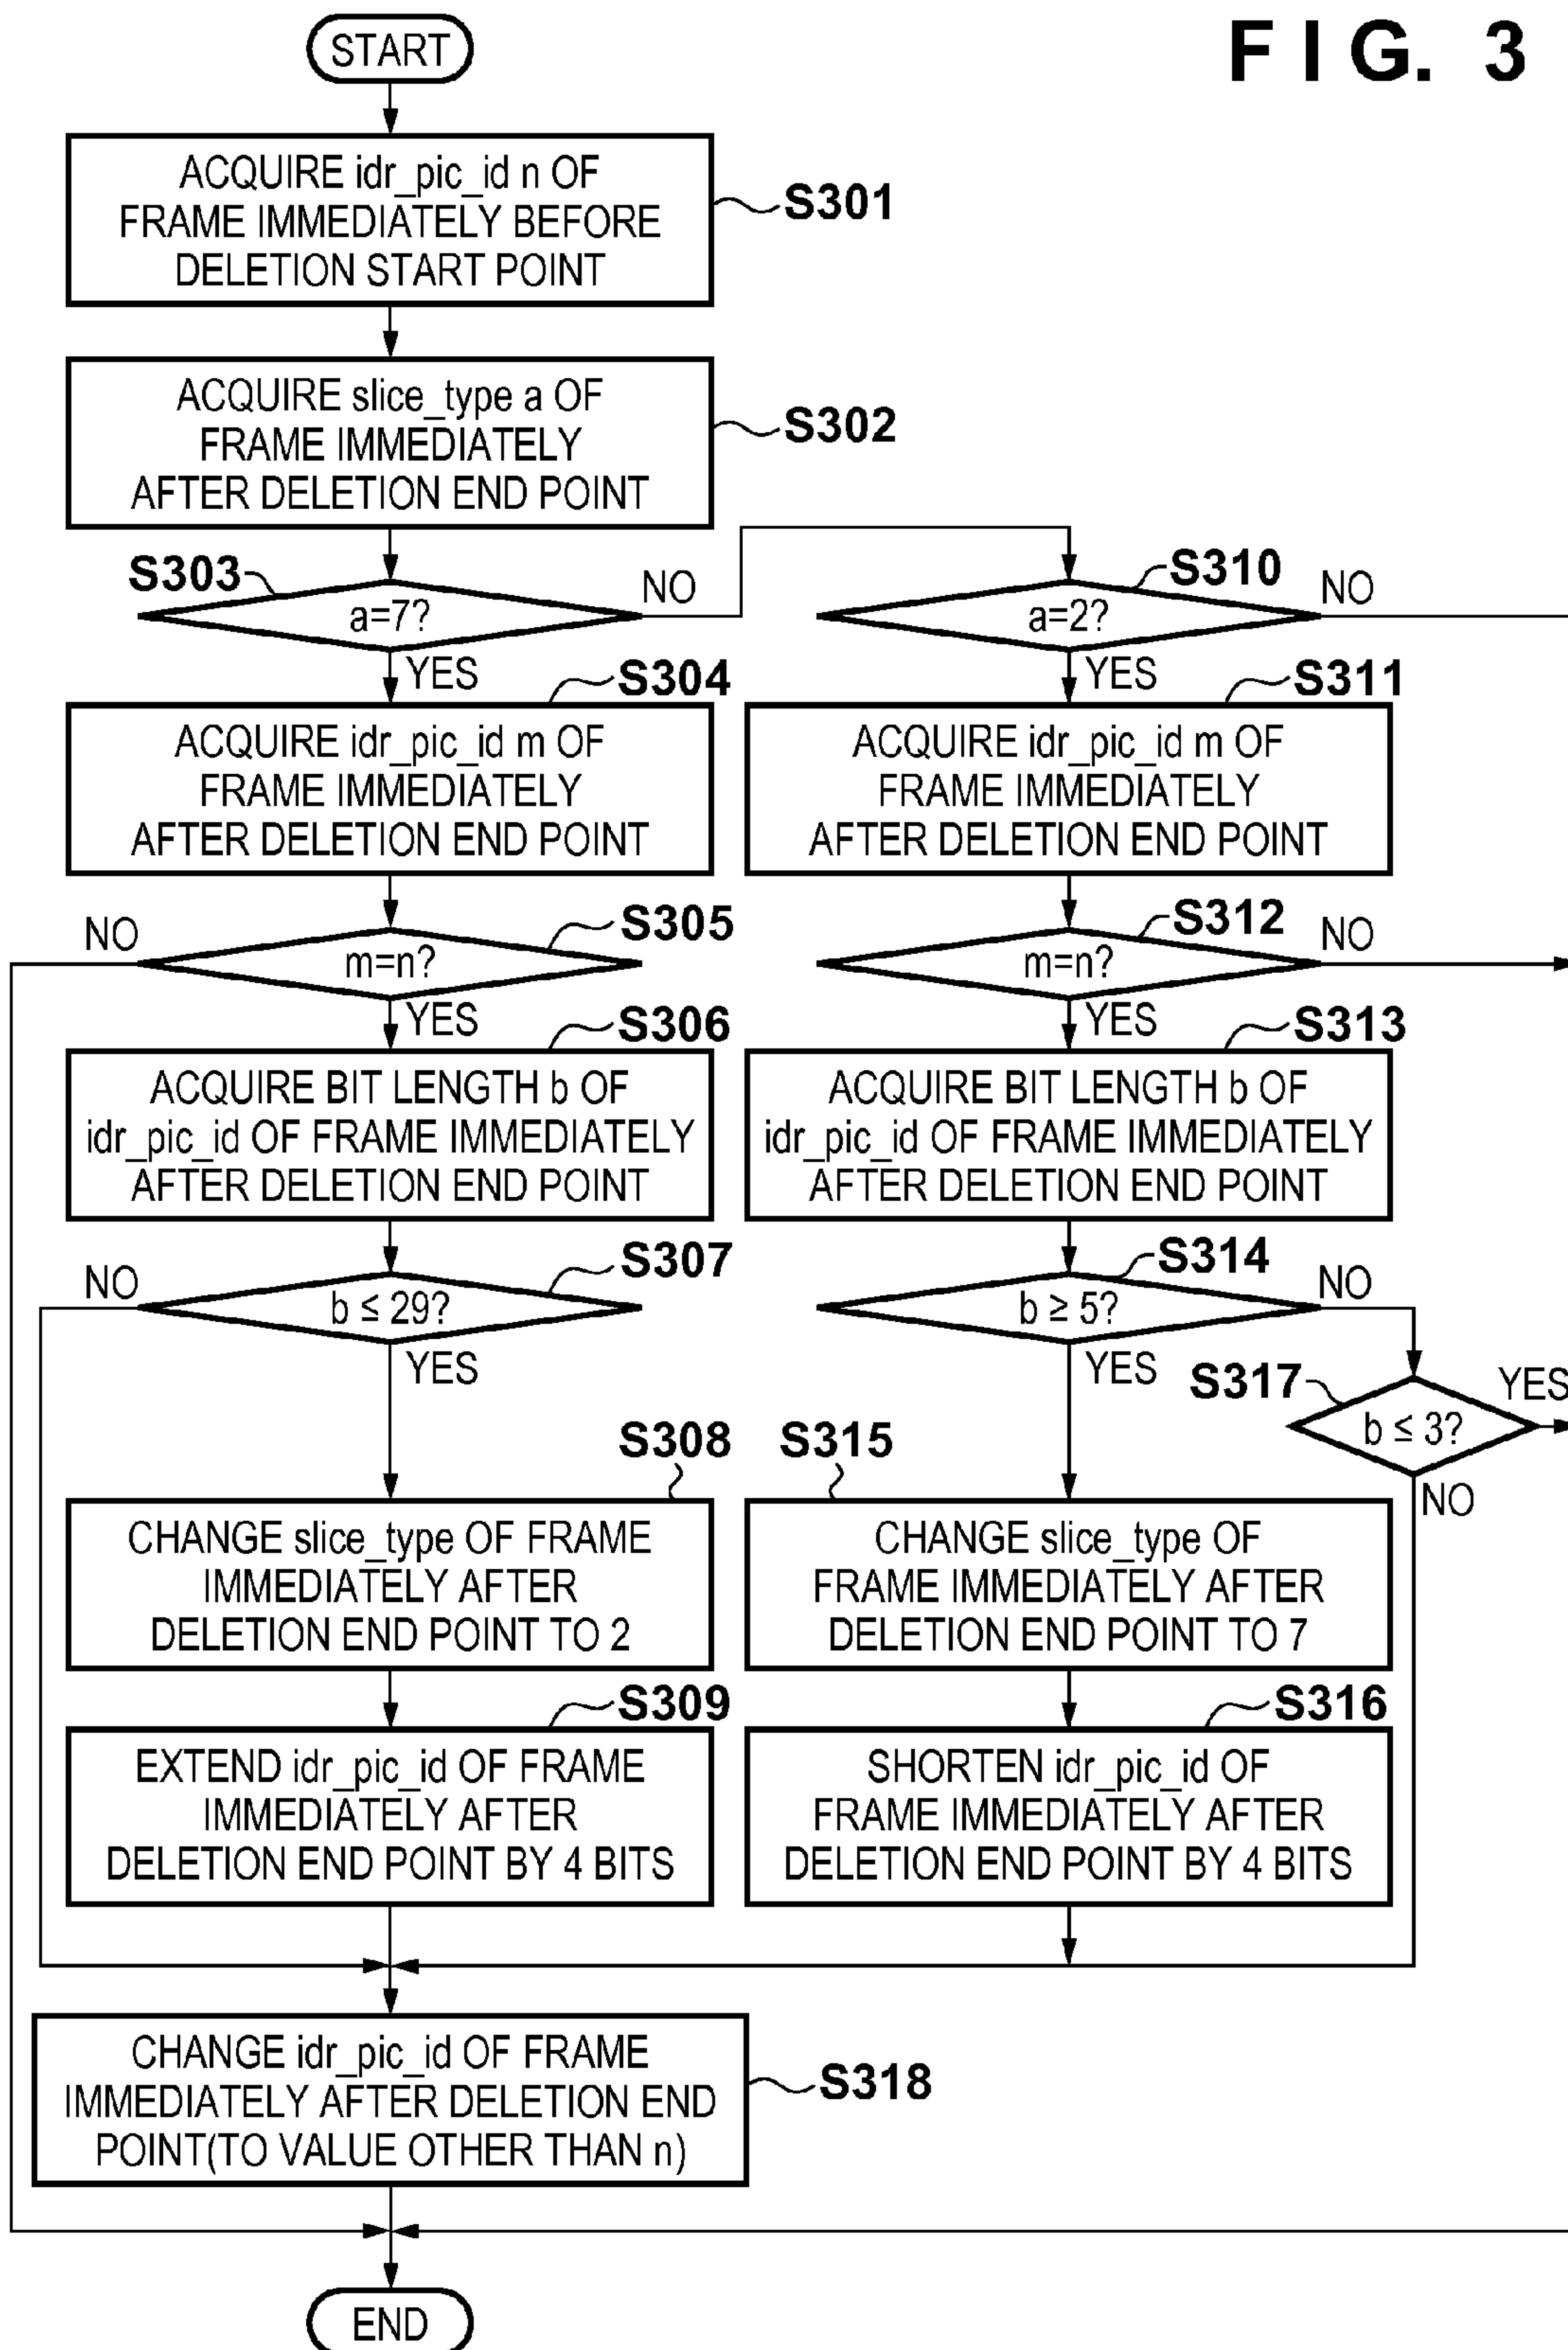 FIG. 3
START
ACQUIRE idr_pic_id n OF
FRAME IMMEDIATELY BEFORE
DELETION START POINT
S301
ACQUIRE slice_type a OF
FRAME IMMEDIATELY
AFTER DELETION END POINT
S302
S303
a=7?
NO
YES
S304
ACQUIRE idr_pic_id m OF
FRAME IMMEDIATELY
AFTER DELETION END POINT
NO
S305
m=n?
YES
S306
ACQUIRE BIT LENGTH b OF
idr_pic_id OF FRAME IMMEDIATELY
AFTER DELETION END POINT
NO
S307
b ≤ 29?
YES
S308
CHANGE slice_type OF FRAME
IMMEDIATELY AFTER
DELETION END POINT TO 2
S309
EXTEND idr_pic_id OF FRAME
IMMEDIATELY AFTER
DELETION END POINT BY 4 BITS
S310
a=2?
NO
YES
S311
ACQUIRE idr_pic_id m OF
FRAME IMMEDIATELY
AFTER DELETION END POINT
S312
m=n?
NO
YES
S313
ACQUIRE BIT LENGTH b OF
idr_pic_id OF FRAME IMMEDIATELY
AFTER DELETION END POINT
S314
b ≥ 5?
NO
YES
S317
b ≤ 3?
YES
NO
S315
CHANGE slice_type OF
FRAME IMMEDIATELY AFTER
DELETION END POINT TO 7
S316
SHORTEN idr_pic_id OF
FRAME IMMEDIATELY AFTER
DELETION END POINT BY 4 BITS
CHANGE idr_pic_id OF FRAME
IMMEDIATELY AFTER DELETION END
POINT(TO VALUE OTHER THAN n)
S318
END